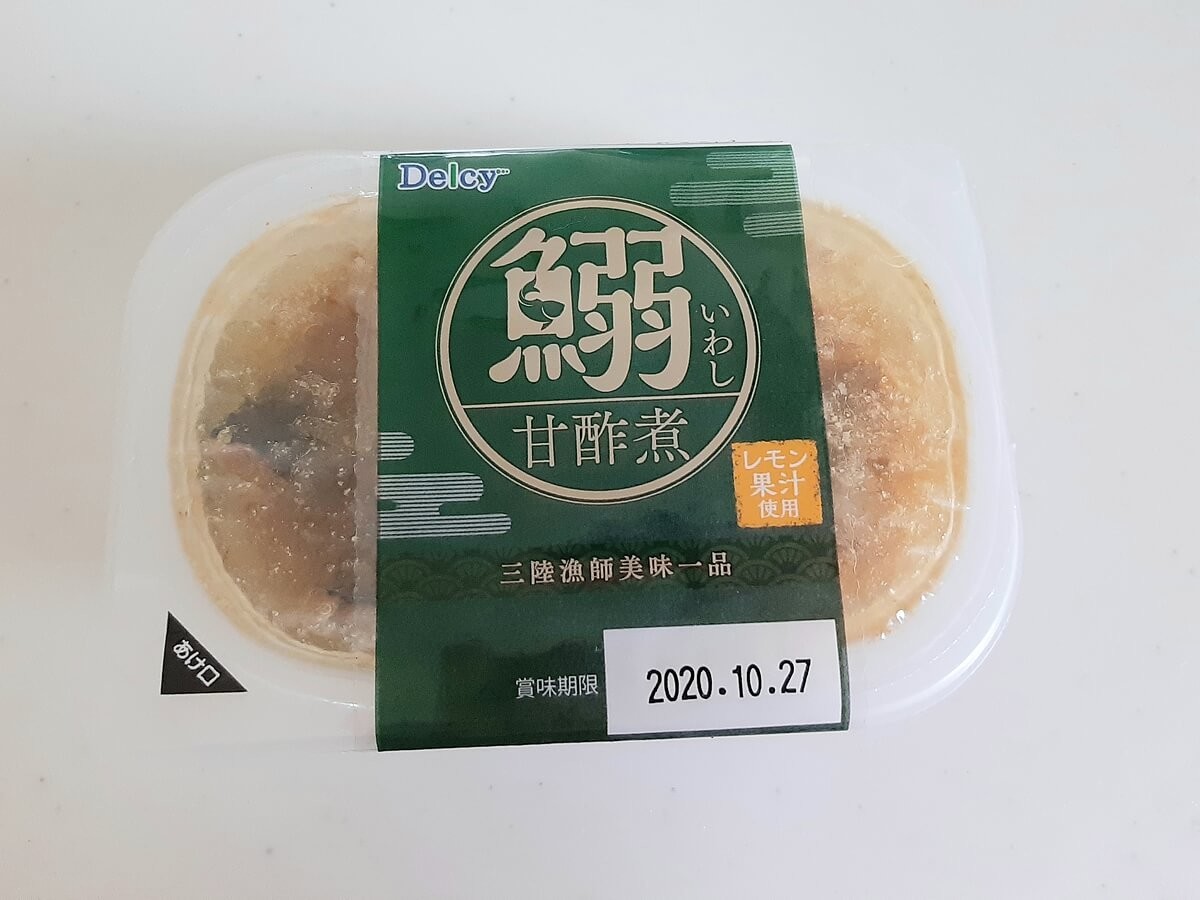 Delcy
鰯
いわし
甘酢煮
レモン
果汁
使用
三陸漁師美味一品
賞味期限
2020.10.27
あけ口